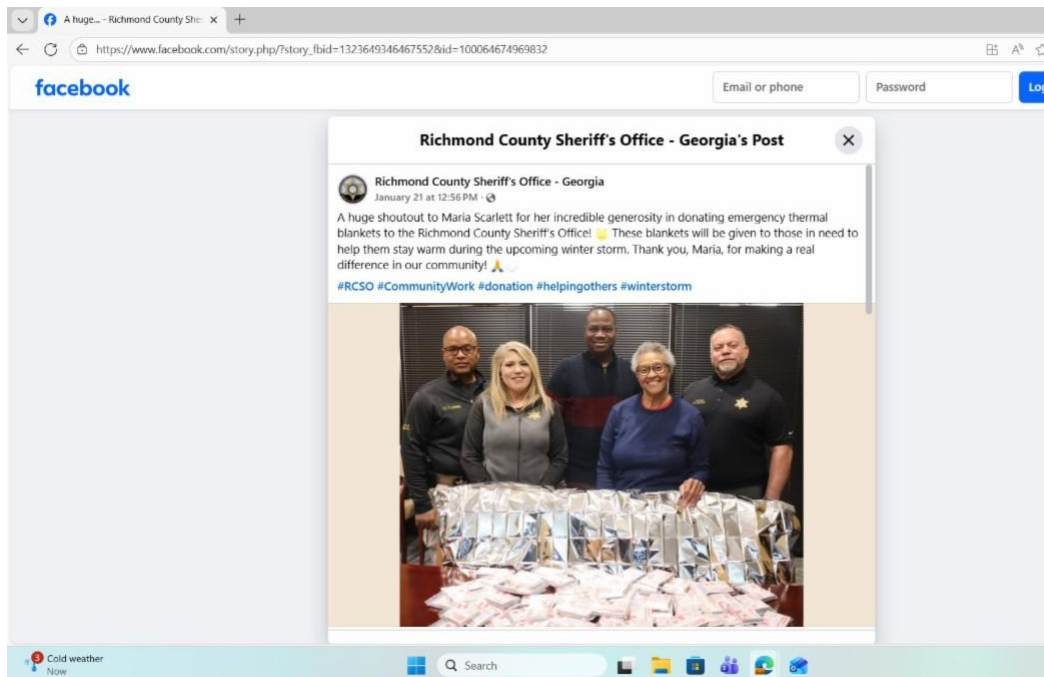 A huge... - Richmond County She
https://www.facebook.com/story.php/?story_fbid=1323649346467552&id=100064674969832
facebook
Email or phone
Password
Log
Richmond County Sheriff's Office - Georgia's Post
Richmond County Sheriff's Office - Georgia
January 21 at 12:56 PM ·
A huge shoutout to Maria Scarlett for her incredible generosity in donating emergency thermal
blankets to the Richmond County Sheriff's Office! These blankets will be given to those in need to
help them stay warm during the upcoming winter storm. Thank you, Maria, for making a real
difference in our community!
#RCSO #CommunityWork #donation #helpingothers #winterstorm
3
Cold weather
Now
Search